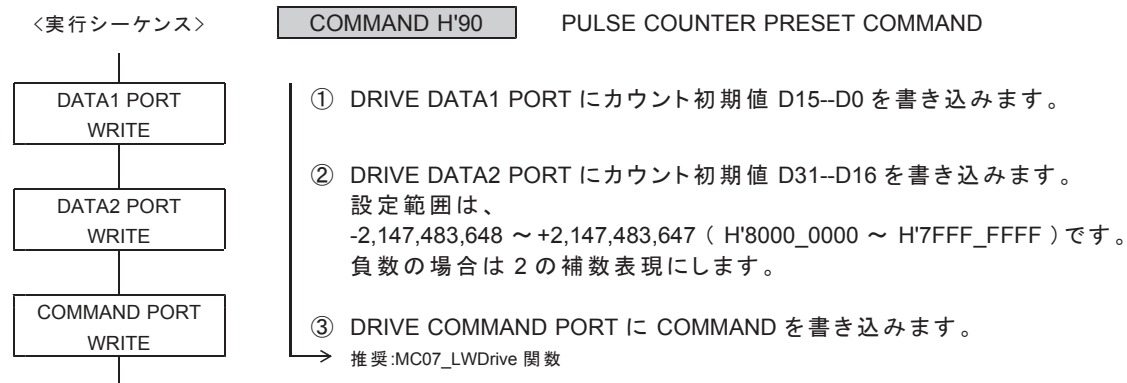 〈実行シーケンス〉
COMMAND H'90
PULSE COUNTER PRESET COMMAND
DATA1 PORT
WRITE
① DRIVE DATA1 PORT にカウント初期値 D15--D0 を書き込みます。
DATA2 PORT
WRITE
② DRIVE DATA2 PORT にカウント初期値 D31--D16 を書き込みます。
設定範囲は、
-2,147,483,648 ～ +2,147,483,647 ( H'8000_0000 ～ H'7FFF_FFFF ) です。
負数の場合は 2 の補数表現にします。
COMMAND PORT
WRITE
③ DRIVE COMMAND PORT に COMMAND を書き込みます。
推奨:MC07_LWDrive 関数